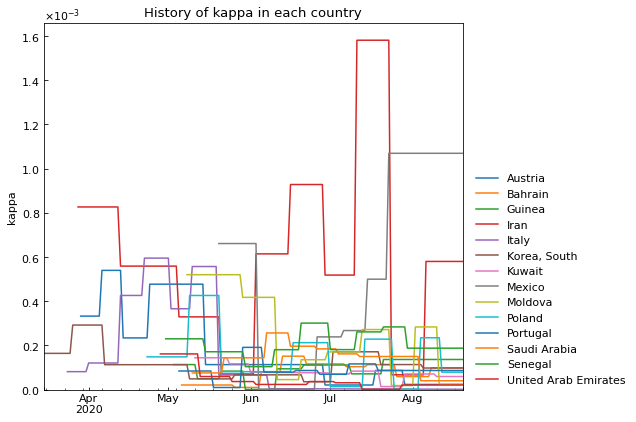 History of kappa in each country
×10⁻³
1.6
1.4
1.2
1.0
0.8
0.6
0.4
0.2
0.0
kappa
Apr May Jun Jul Aug
2020
Austria
Bahrain
Guinea
Iran
Italy
Korea, South
Kuwait
Mexico
Moldova
Poland
Portugal
Saudi Arabia
Senegal
United Arab Emirates